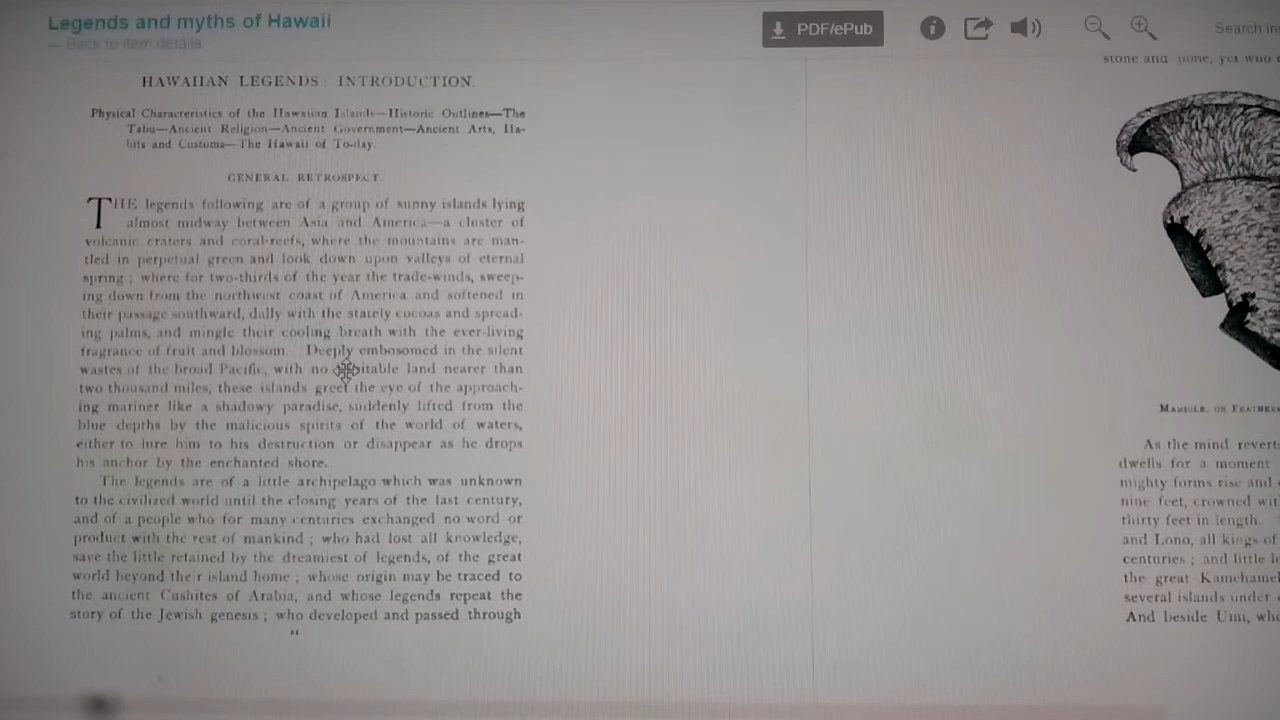 Legends and myths of Hawaii
— Back to item details
PDF/ePub
Search in
HAWAIIAN LEGENDS : INTRODUCTION.
Physical Characteristics of the Hawaiian Islands—Historic Outlines—The
Tabu—Ancient Religion—Ancient Government—Ancient Arts, Ha-
bits and Customs—The Hawaii of To-day.
GENERAL RETROSPECT.
THE legends following are of a group of sunny islands lying
almost midway between Asia and America—a cluster of
volcanic craters and coral-reefs, where the mountains are man-
tled in perpetual green and look down upon valleys of eternal
spring ; where for two-thirds of the year the trade-winds, sweep-
ing down from the northwest coast of America and softened in
their passage southward, dally with the stately cocoas and spread-
ing palms, and mingle their cooling breath with the ever-living
fragrance of fruit and blossom. Deeply embosomed in the silent
wastes of the broad Pacific, with no habitable land nearer than
two thousand miles, these islands greet the eye of the approach-
ing mariner like a shadowy paradise, suddenly lifted from the
blue depths by the malicious spirits of the world of waters,
either to lure him to his destruction or disappear as he drops
his anchor by the enchanted shore.
The legends are of a little archipelago which was unknown
to the civilized world until the closing years of the last century,
and of a people who for many centuries exchanged no word or
product with the rest of mankind ; who had lost all knowledge,
save the little retained by the dreamiest of legends, of the great
world beyond their island home ; whose origin may be traced to
the ancient Cushites of Arabia, and whose legends repeat the
story of the Jewish genesis ; who developed and passed through
stone and bone, yet who
OR FEATHER
As the mind revert
dwells for a moment
mighty forms rise and
nine feet, crowned wit
thirty feet in length.
and Lono, all kings of
centuries ; and little
the great Kamehame
several islands under
And beside Umi, who